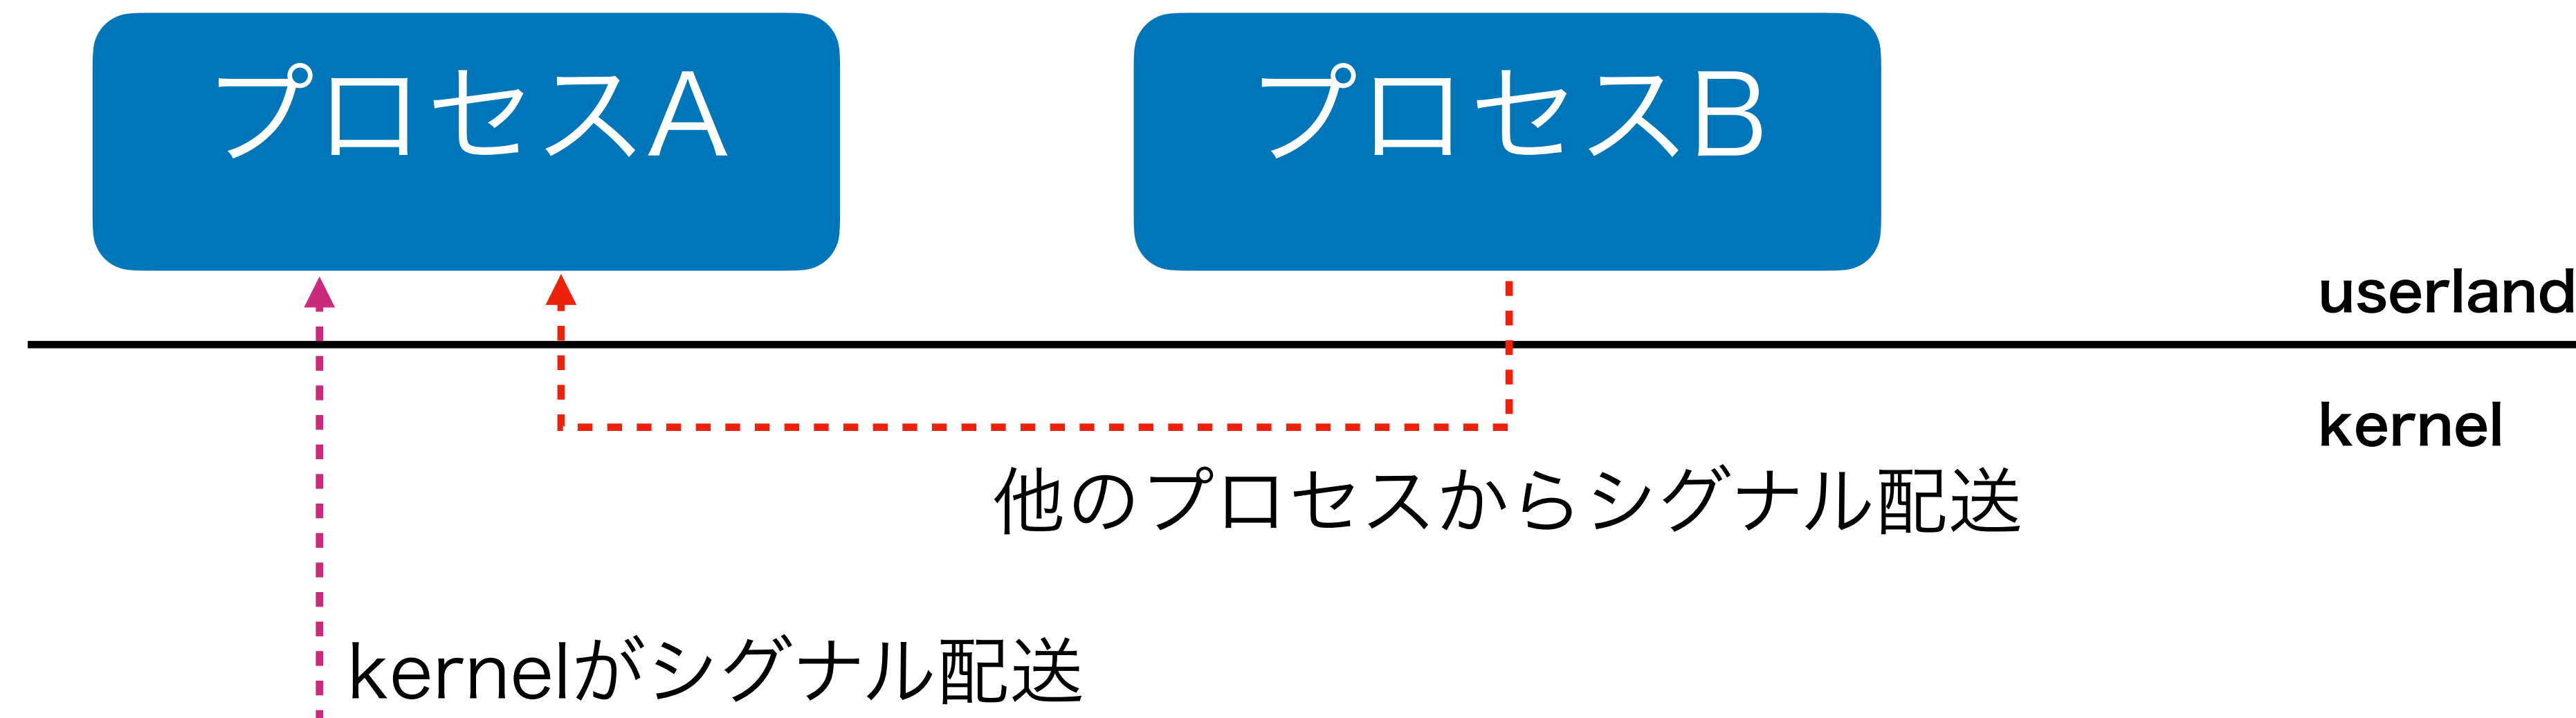 プロセスA
プロセスB
userland
kernel
他のプロセスからシグナル配送
kernelがシグナル配送